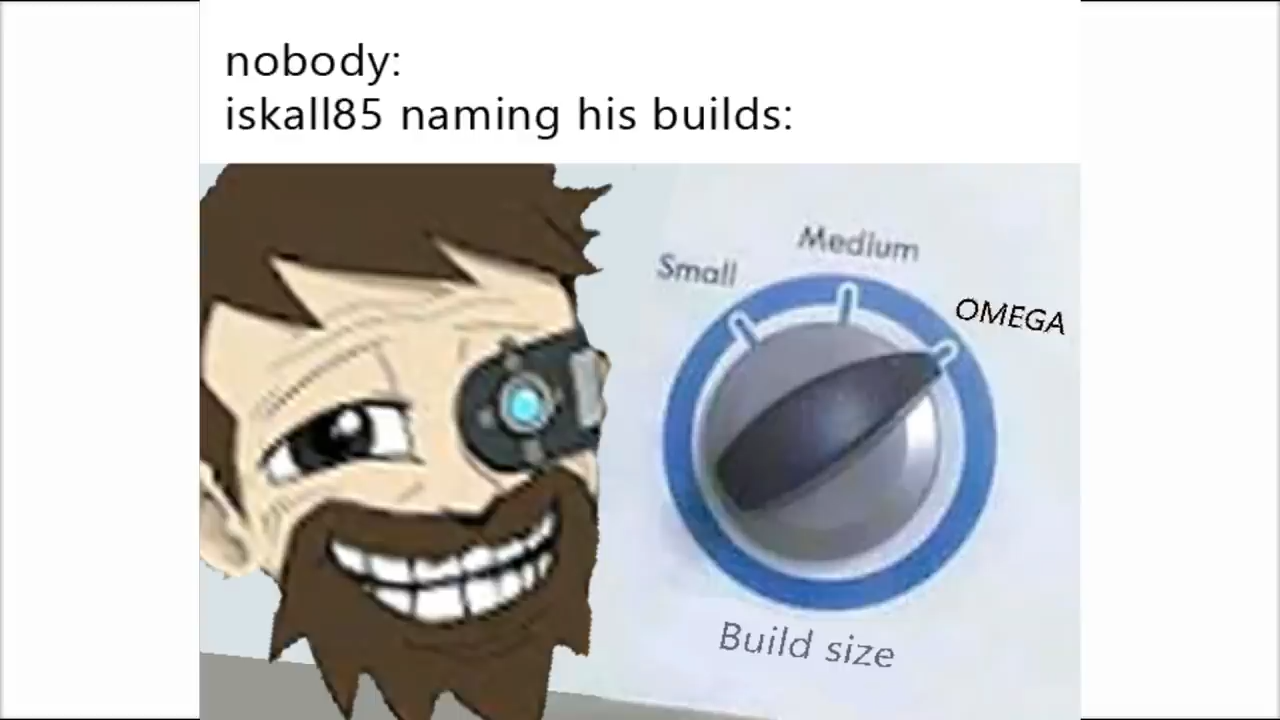 nobody:
iskall85 naming his builds:
Small
Medium
OMEGA
Build size